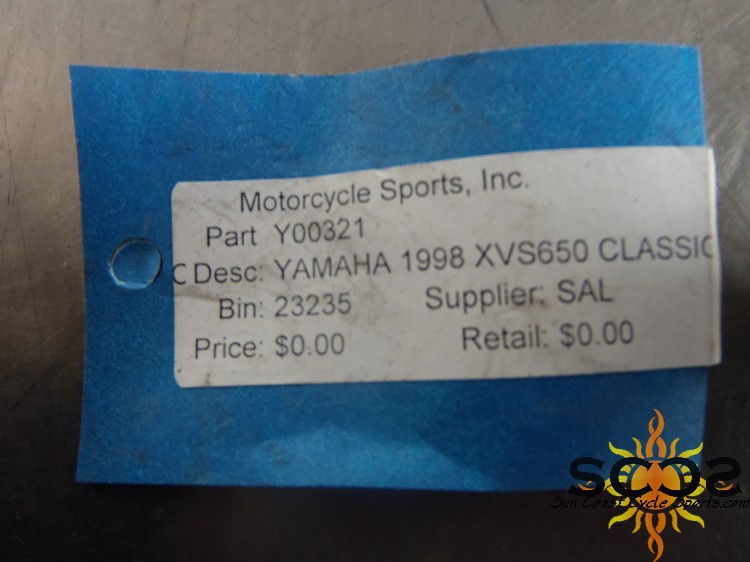 Motorcycle Sports, Inc.
Part Y00321
C Desc: YAMAHA 1998 XVS650 CLASSIC
Bin: 23235 Supplier: SAL
Price: $0.00 Retail: $0.00
SCCS
Sun Coast Cycle Sports.com